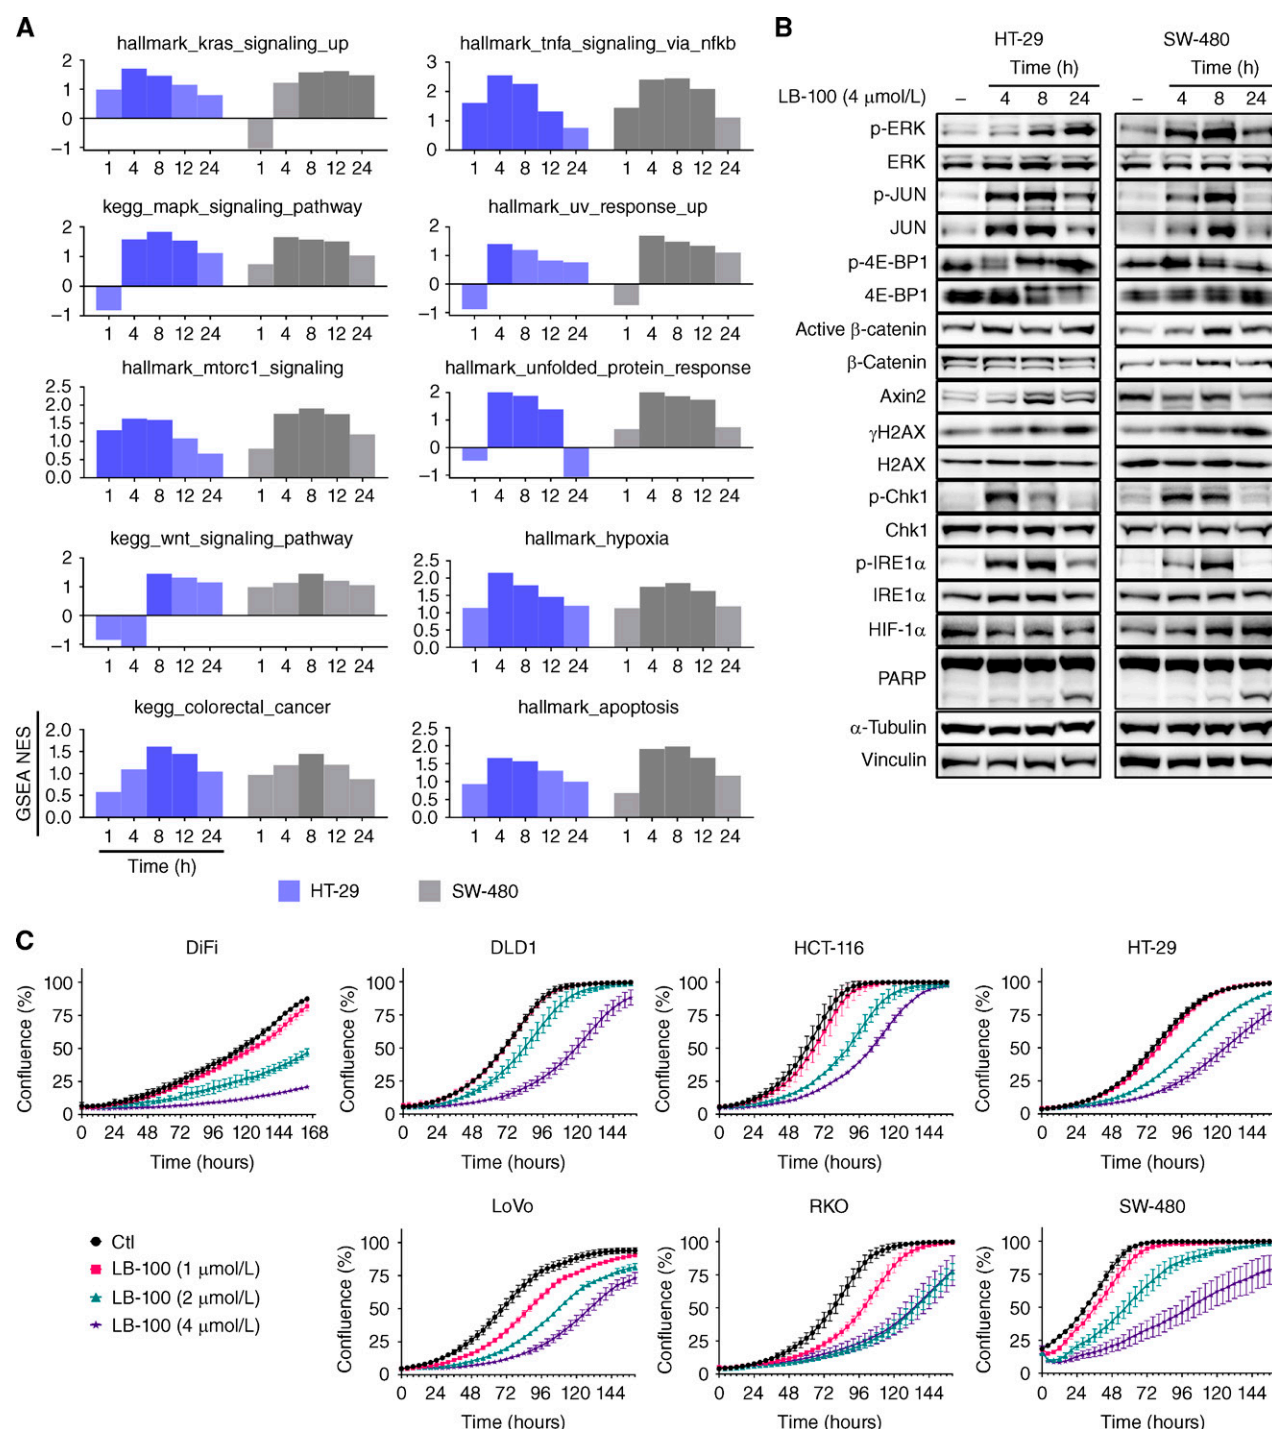 A
hallmark_kras_signaling_up
2
1
0
−1
1 4 8 12 24 1 4 8 12 24
hallmark_tnfa_signaling_via_nfkb
3
2
1
0
1 4 8 12 24 1 4 8 12 24
kegg_mapk_signaling_pathway
2
1
0
−1
1 4 8 12 24 1 4 8 12 24
hallmark_uv_response_up
2
1
0
−1
1 4 8 12 24 1 4 8 12 24
hallmark_mtorc1_signaling
2.5
2.0
1.5
1.0
0.5
0.0
1 4 8 12 24 1 4 8 12 24
hallmark_unfolded_protein_response
2
1
0
−1
1 4 8 12 24 1 4 8 12 24
kegg_wnt_signaling_pathway
2
1
0
−1
1 4 8 12 24 1 4 8 12 24
hallmark_hypoxia
2.5
2.0
1.5
1.0
0.5
0.0
1 4 8 12 24 1 4 8 12 24
kegg_colorectal_cancer
GSEA NES
2.0
1.5
1.0
0.5
0.0
1 4 8 12 24 1 4 8 12 24
Time (h)
hallmark_apoptosis
2.5
2.0
1.5
1.0
0.5
0.0
1 4 8 12 24 1 4 8 12 24
HT-29 SW-480
B
HT-29 SW-480
Time (h) Time (h)
LB-100 (4 μmol/L) – 4 8 24 – 4 8 24
p-ERK
ERK
p-JUN
JUN
p-4E-BP1
4E-BP1
Active β-catenin
β-Catenin
Axin2
γH2AX
H2AX
p-Chk1
Chk1
p-IRE1α
IRE1α
HIF-1α
PARP
α-Tubulin
Vinculin
C
DiFi
Confluence (%)
100
75
50
25
0
0 24 48 72 96 120 144 168
Time (hours)
DLD1
Confluence (%)
100
75
50
25
0
0 24 48 72 96 120 144
Time (hours)
HCT-116
Confluence (%)
100
75
50
25
0
0 24 48 72 96 120 144
Time (hours)
HT-29
Confluence (%)
100
75
50
25
0
0 24 48 72 96 120 144
Time (hours)
Ctl
LB-100 (1 μmol/L)
LB-100 (2 μmol/L)
LB-100 (4 μmol/L)
LoVo
Confluence (%)
100
75
50
25
0
0 24 48 72 96 120 144
Time (hours)
RKO
Confluence (%)
100
75
50
25
0
0 24 48 72 96 120 144
Time (hours)
SW-480
Confluence (%)
100
75
50
25
0
0 24 48 72 96 120 144
Time (hours)